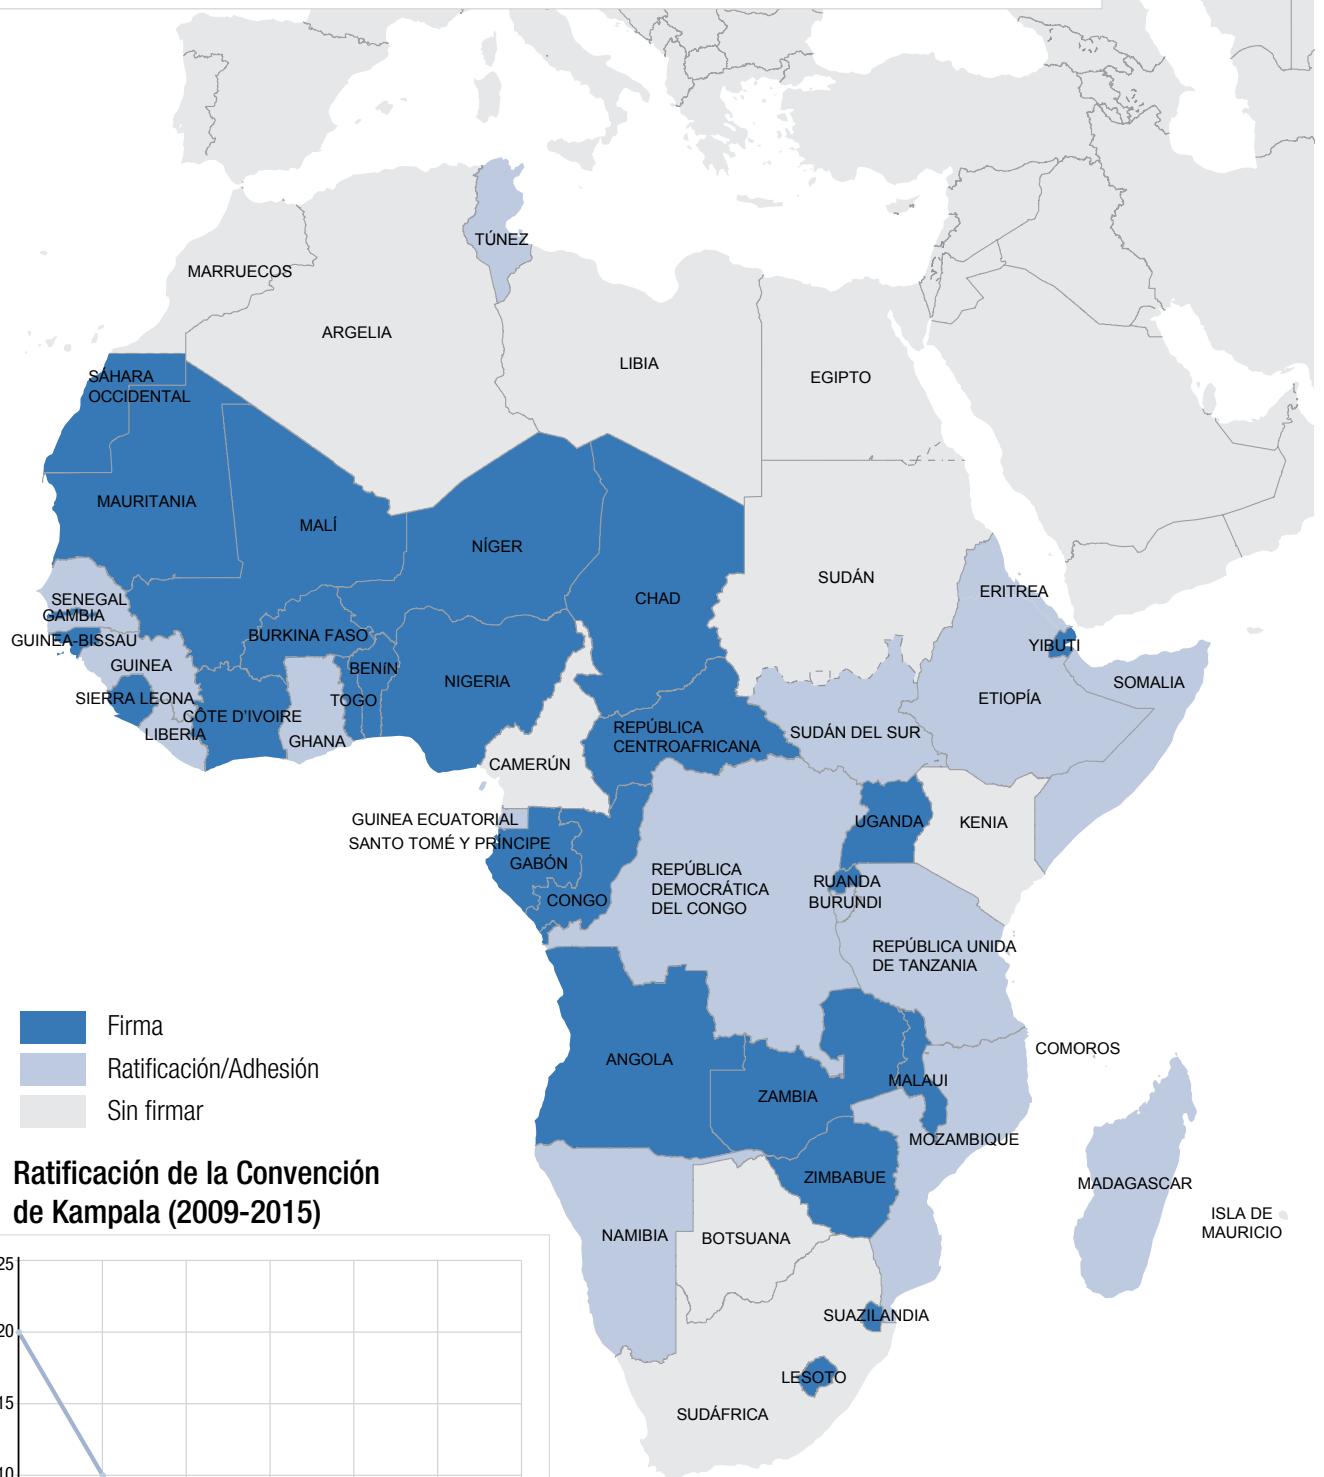 TÚNEZ
MARRUECOS
ARGELIA
LIBIA
EGIPTO
SÁHARA
OCCIDENTAL
MAURITANIA
MALÍ
NÍGER
CHAD
SUDÁN
ERITREA
SENEGAL
GAMBIA
GUINEA-BISSAU
BURKINA FASO
YIBUTI
GUINEA
BENÍN
NIGERIA
SOMALIA
SIERRA LEONA
TOGO
ETIOPÍA
CÔTE D'IVOIRE
LIBERIA
GHANA
REPÚBLICA
CENTROAFRICANA
SUDÁN DEL SUR
CAMERÚN
GUINEA ECUATORIAL
SANTO TOMÉ Y PRÍNCIPE
GABÓN
UGANDA
KENIA
REPÚBLICA
DEMOCRÁTICA
DEL CONGO
RUANDA
BURUNDI
CONGO
REPÚBLICA UNIDA
DE TANZANIA
Firma
Ratificación/Adhesión
Sin firmar
ANGOLA
COMOROS
ZAMBIA
MALAUI
MOZAMBIQUE
ZIMBABUE
MADAGASCAR
ISLA DE
MAURICIO
NAMIBIA
BOTSUANA
SUAZILANDIA
LESOTO
SUDÁFRICA
Ratificación de la Convención
de Kampala (2009-2015)
25
20
15
10